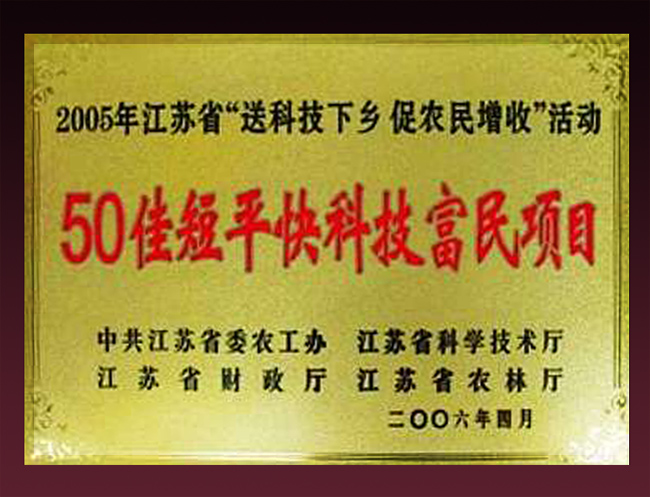 2005年江苏省“送科技下乡 促农民增收”活动
50佳短平快科技富民项目
中共江苏省委农工办 江苏省科学技术厅
江苏省财政厅 江苏省农林厅
二〇〇六年四月